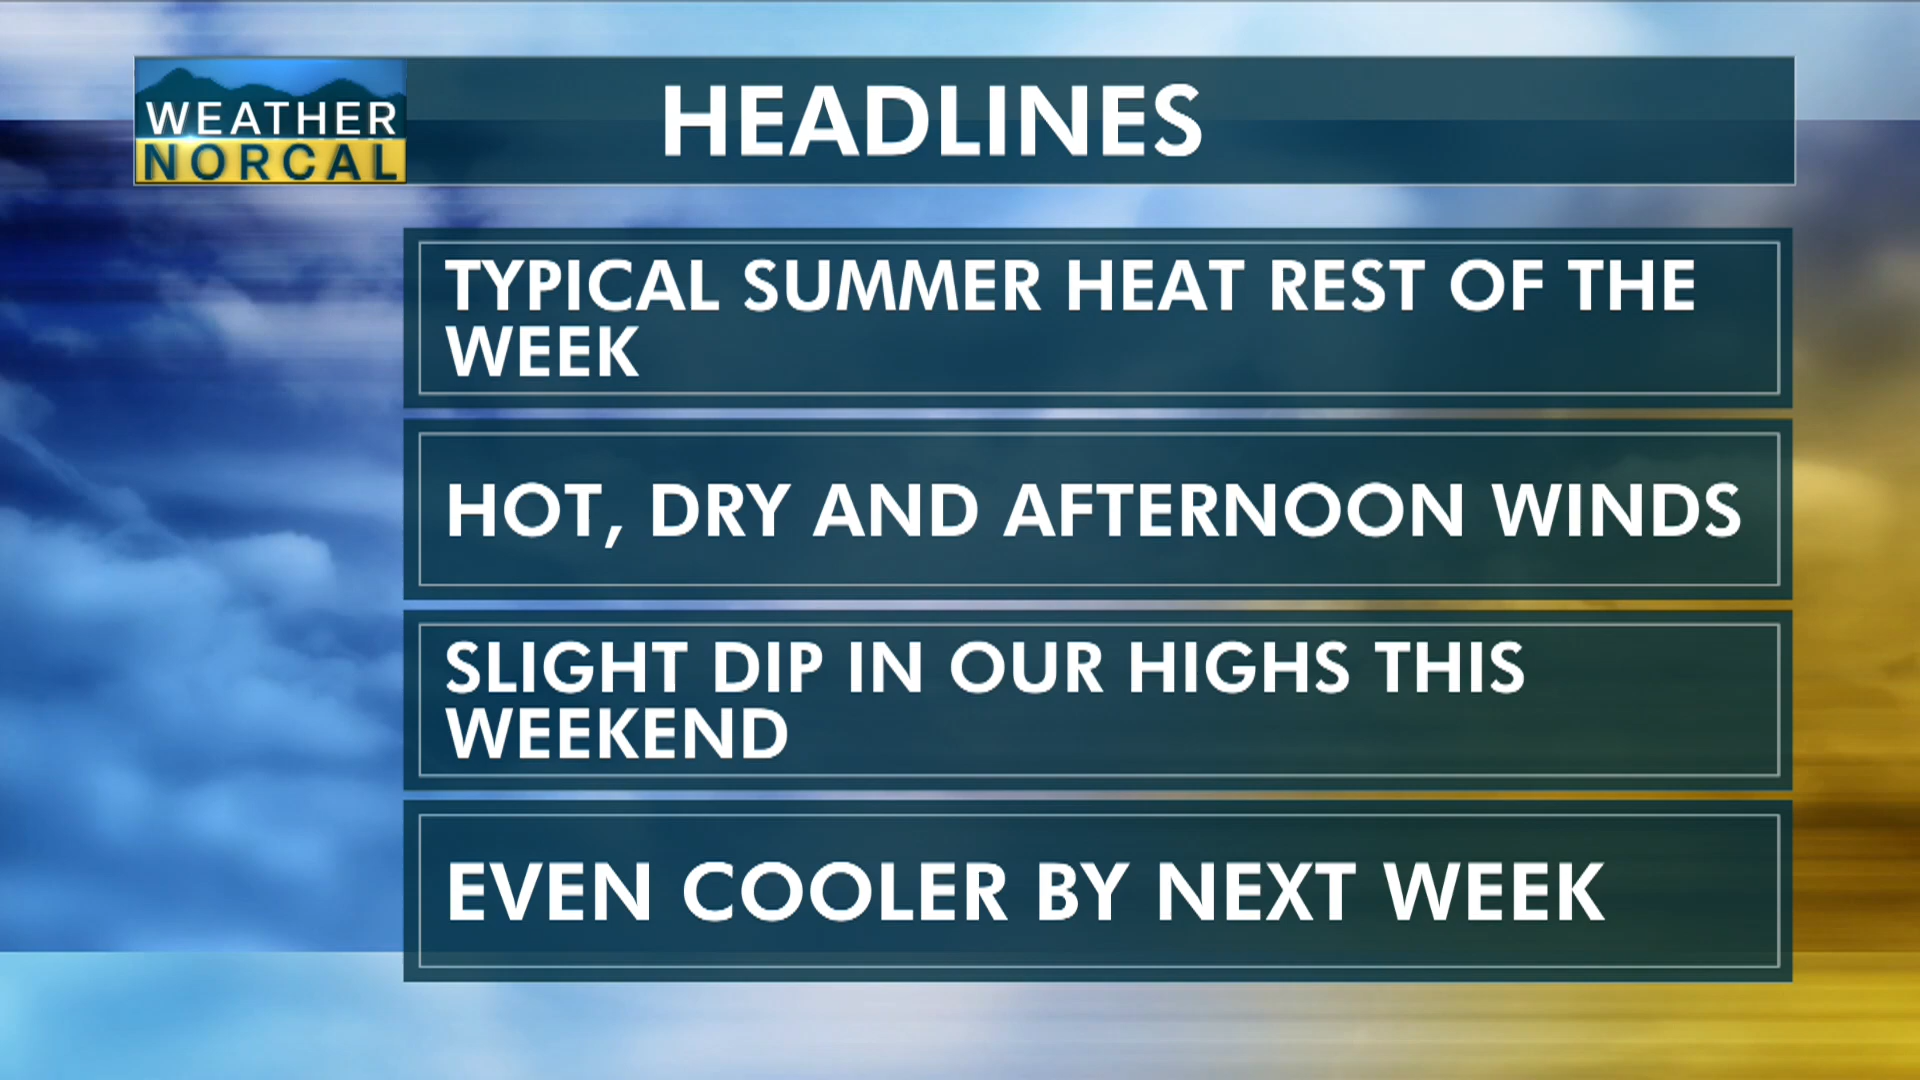 WEATHER
NORCAL
HEADLINES
TYPICAL SUMMER HEAT REST OF THE
WEEK
HOT, DRY AND AFTERNOON WINDS
SLIGHT DIP IN OUR HIGHS THIS
WEEKEND
EVEN COOLER BY NEXT WEEK